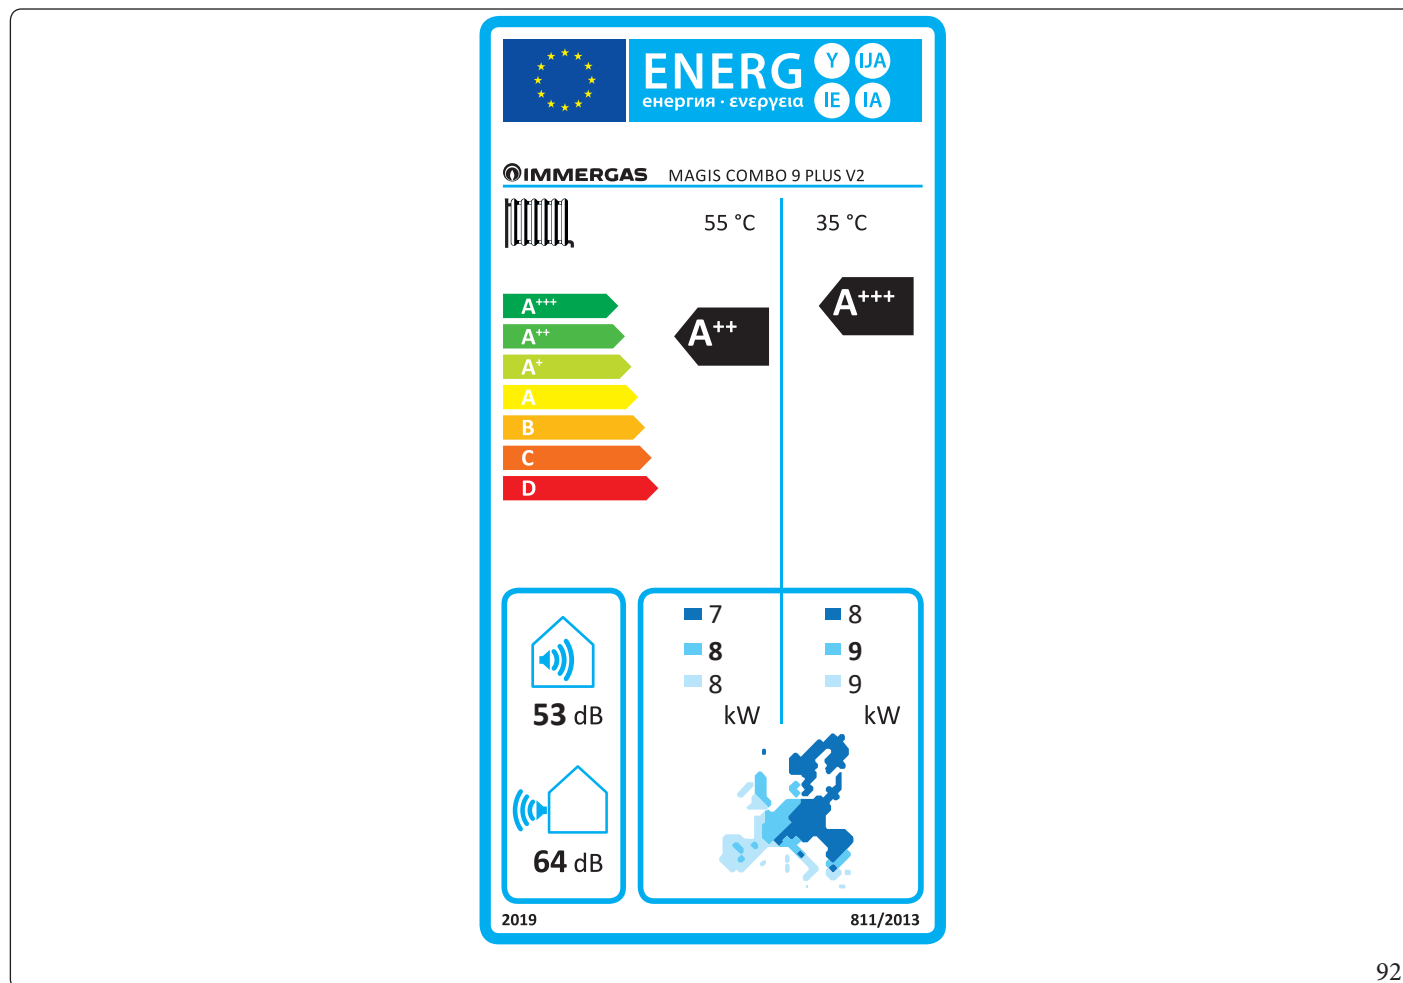 ENERG Y IJA
енергия · ενεργεια IE IA
IMMERGAS MAGIS COMBO 9 PLUS V2
55 °C 35 °C
A+++
A++
A+
A
B
C
D
A++
A+++
53 dB
64 dB
7 8
8 9
8 9
kW kW
2019 811/2013
92